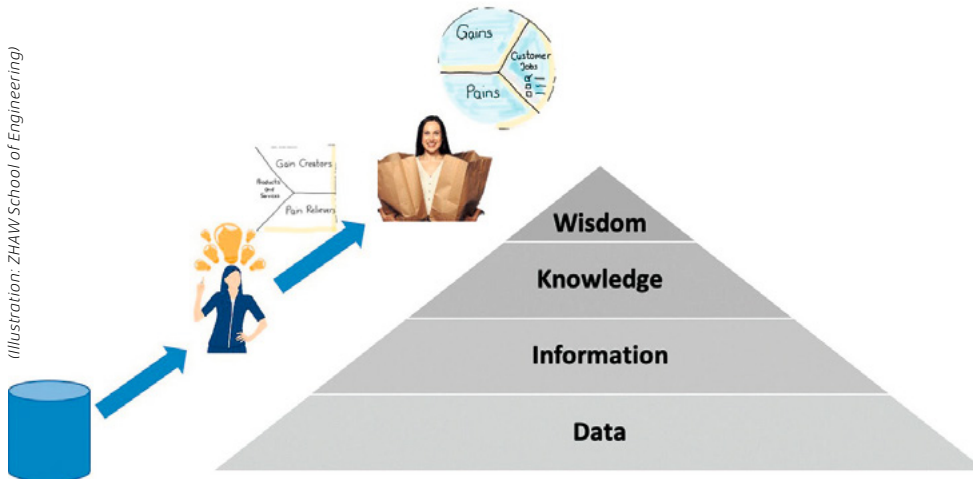 (Illustration: ZHAW School of Engineering)
Gains
Customer
Jobs
Pains
Gain Creators
Products
and
Services
Pain Relievers
Wisdom
Knowledge
Information
Data